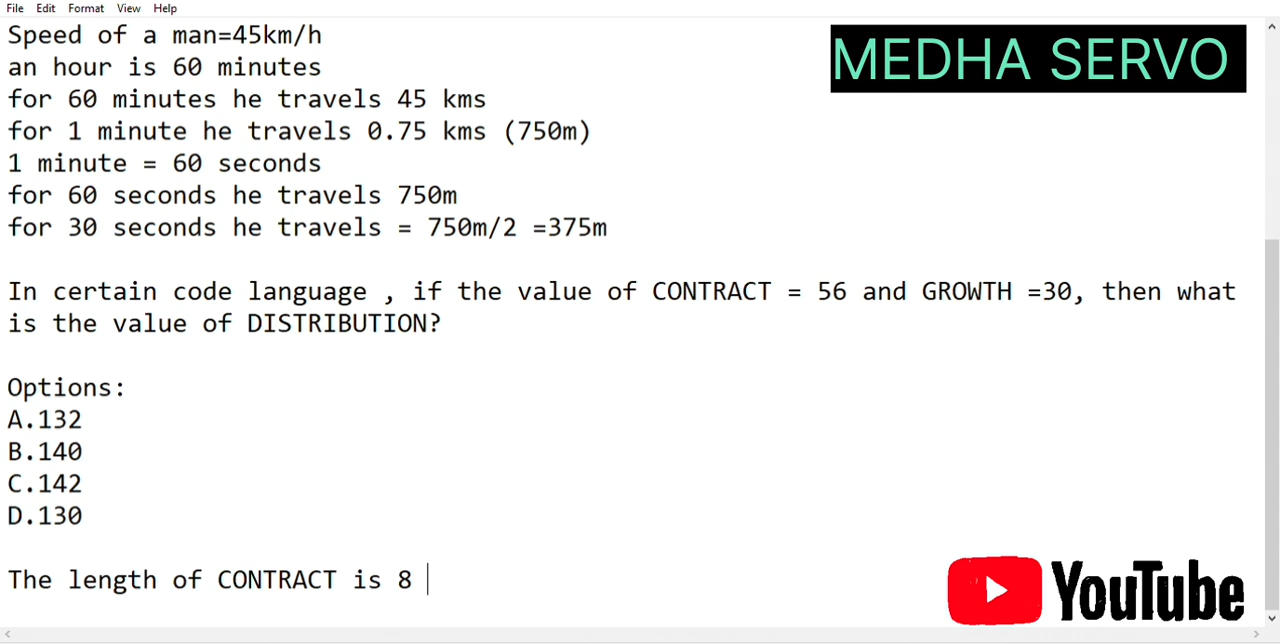 File Edit Format View Help
Speed of a man=45km/h
MEDHA SERVO
an hour is 60 minutes
for 60 minutes he travels 45 kms
for 1 minute he travels 0.75 kms (750m)
1 minute = 60 seconds
for 60 seconds he travels 750m
for 30 seconds he travels = 750m/2 =375m
In certain code language , if the value of CONTRACT = 56 and GROWTH =30, then what
is the value of DISTRIBUTION?
Options:
A.132
B.140
C.142
D.130
The length of CONTRACT is 8
YouTube